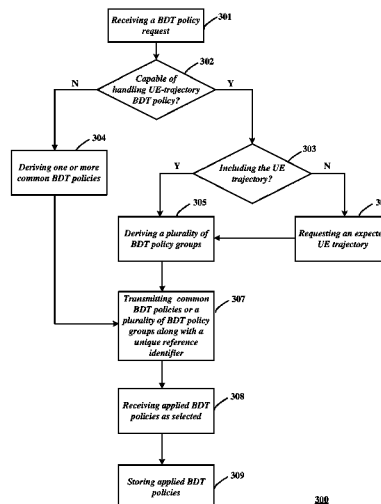 Receiving a BDT policy
request
301
302
N
Capable of
handling UE-trajectory
BDT policy?
Y
304
Deriving one or more
common BDT policies
303
Y
Including the UE
trajectory?
N
305
Deriving a plurality of
BDT policy groups
Requesting an
UE trajectory
Transmitting common
BDT policies or a
plurality of BDT policy
groups along with a
unique reference
identifier
307
Receiving applied BDT
policies as selected
308
Storing applied BDT
policies
309
300